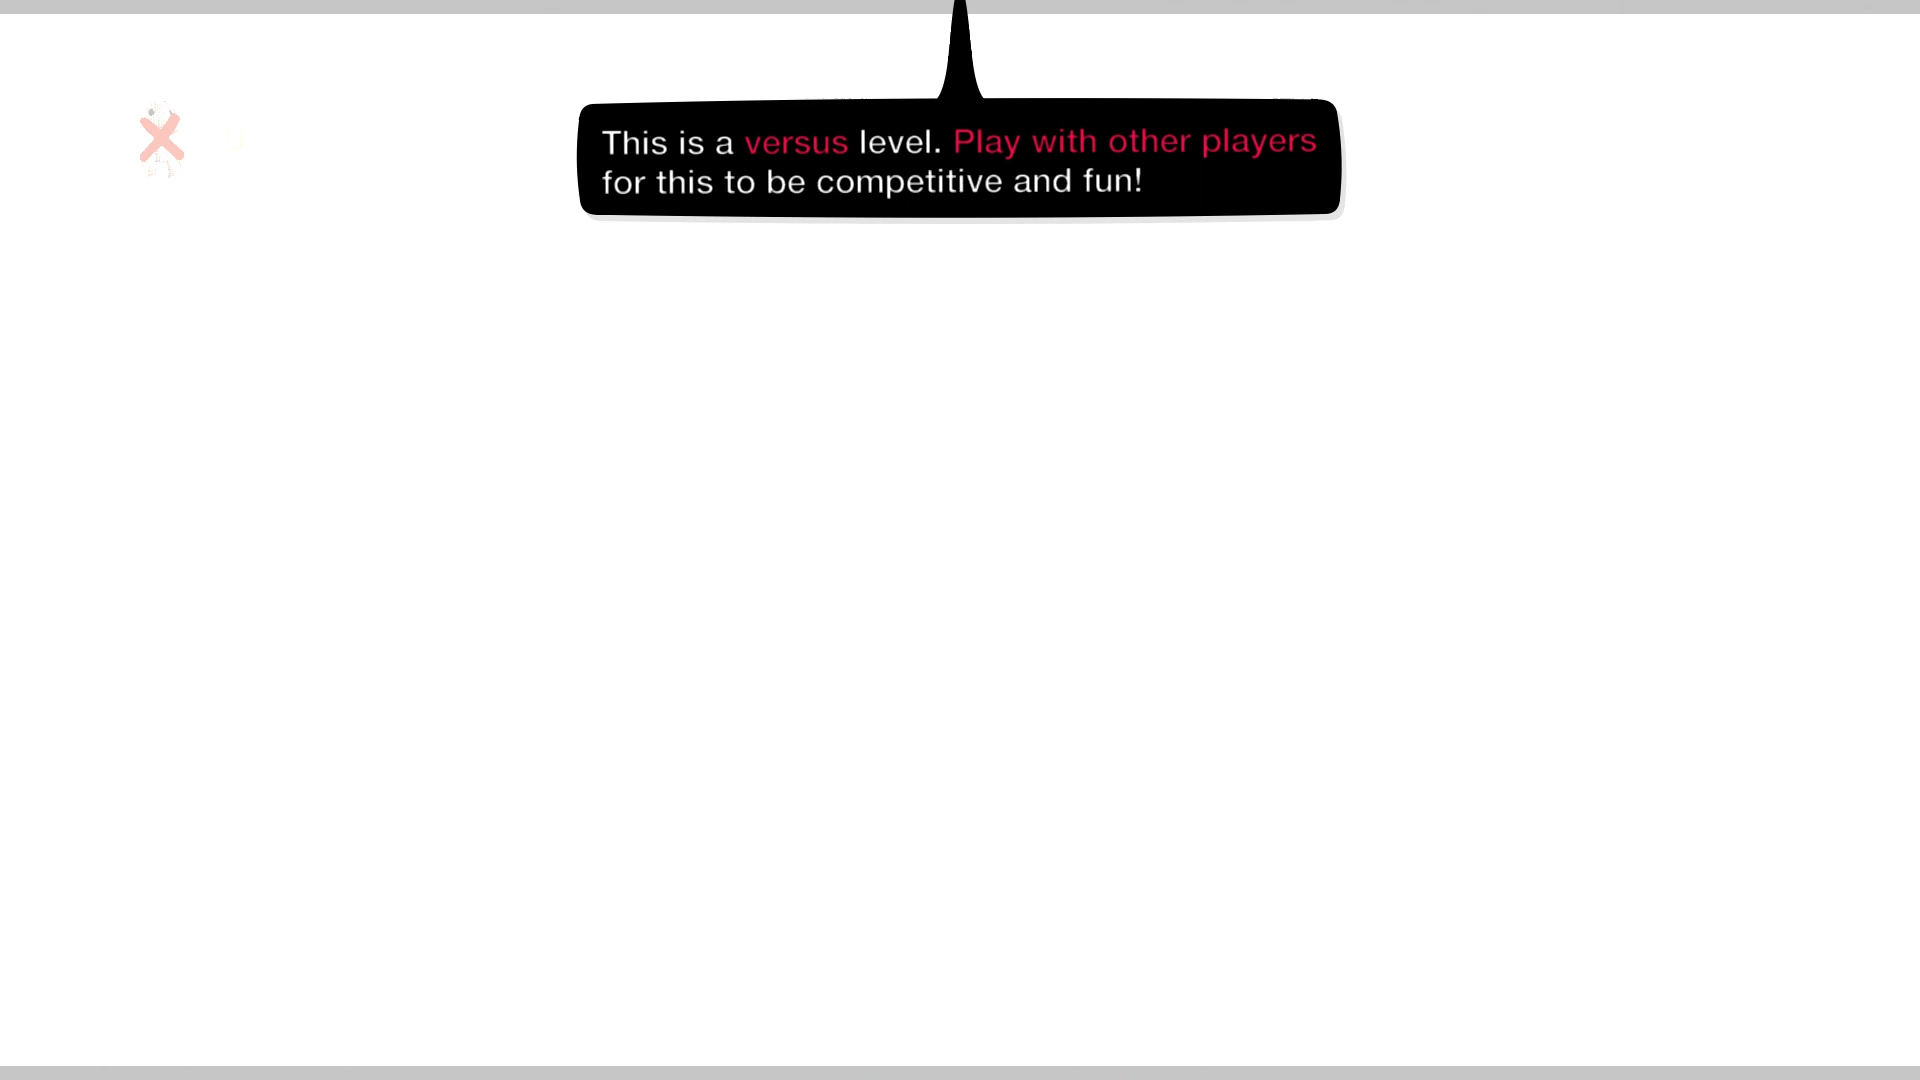 This is a versus level. Play with other players
for this to be competitive and fun!